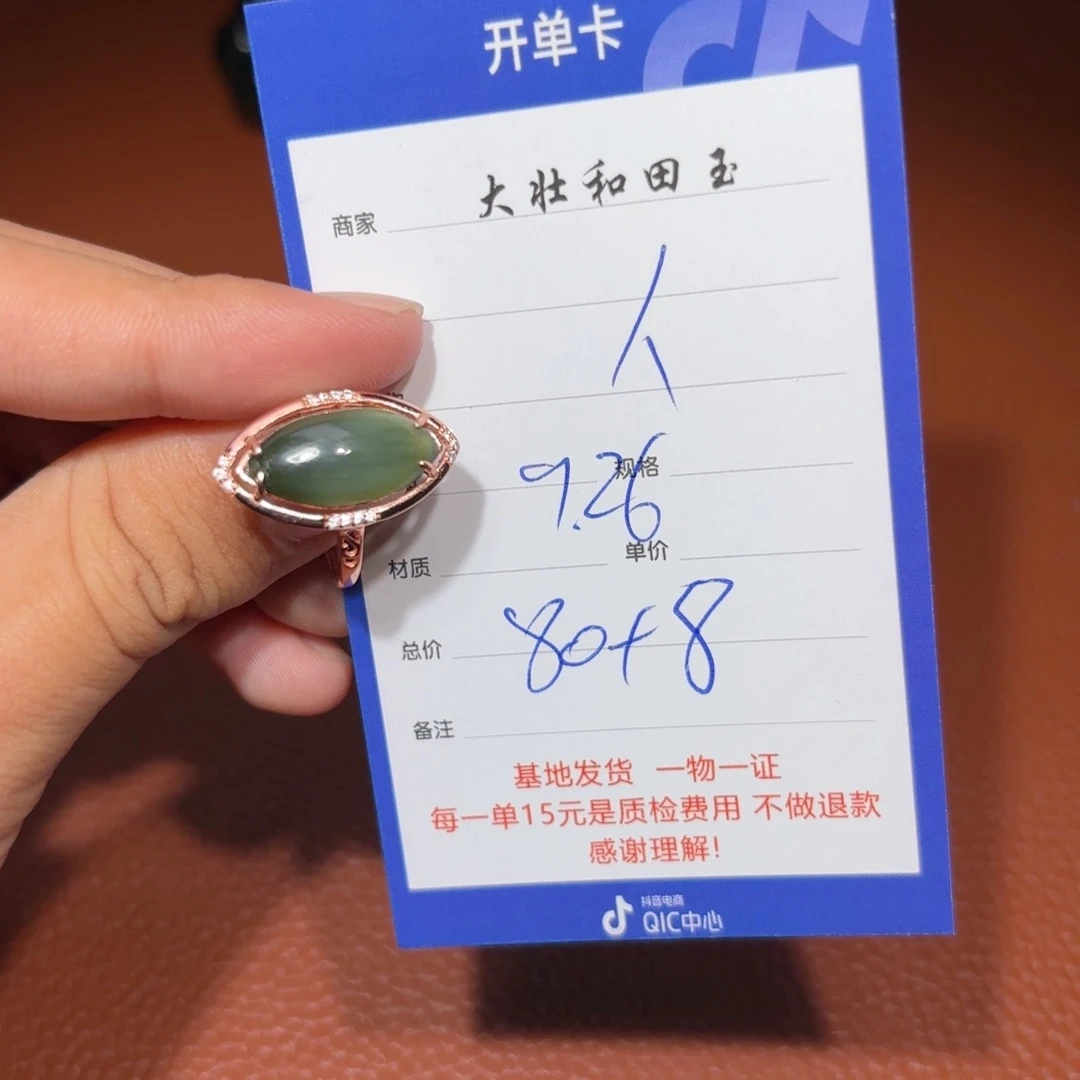 开单卡
商家 大壮和田玉
人
规格
9.26
材质 单价
总价 80+8
备注
基地发货 一物一证
每一单15元是质检费用 不做退款
感谢理解!
抖音电商
QIC中心